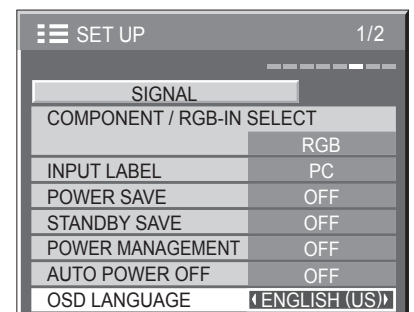 SET UP 1/2
SIGNAL
COMPONENT / RGB-IN SELECT
RGB
INPUT LABEL PC
POWER SAVE OFF
STANDBY SAVE OFF
POWER MANAGEMENT OFF
AUTO POWER OFF OFF
OSD LANGUAGE ENGLISH (US)